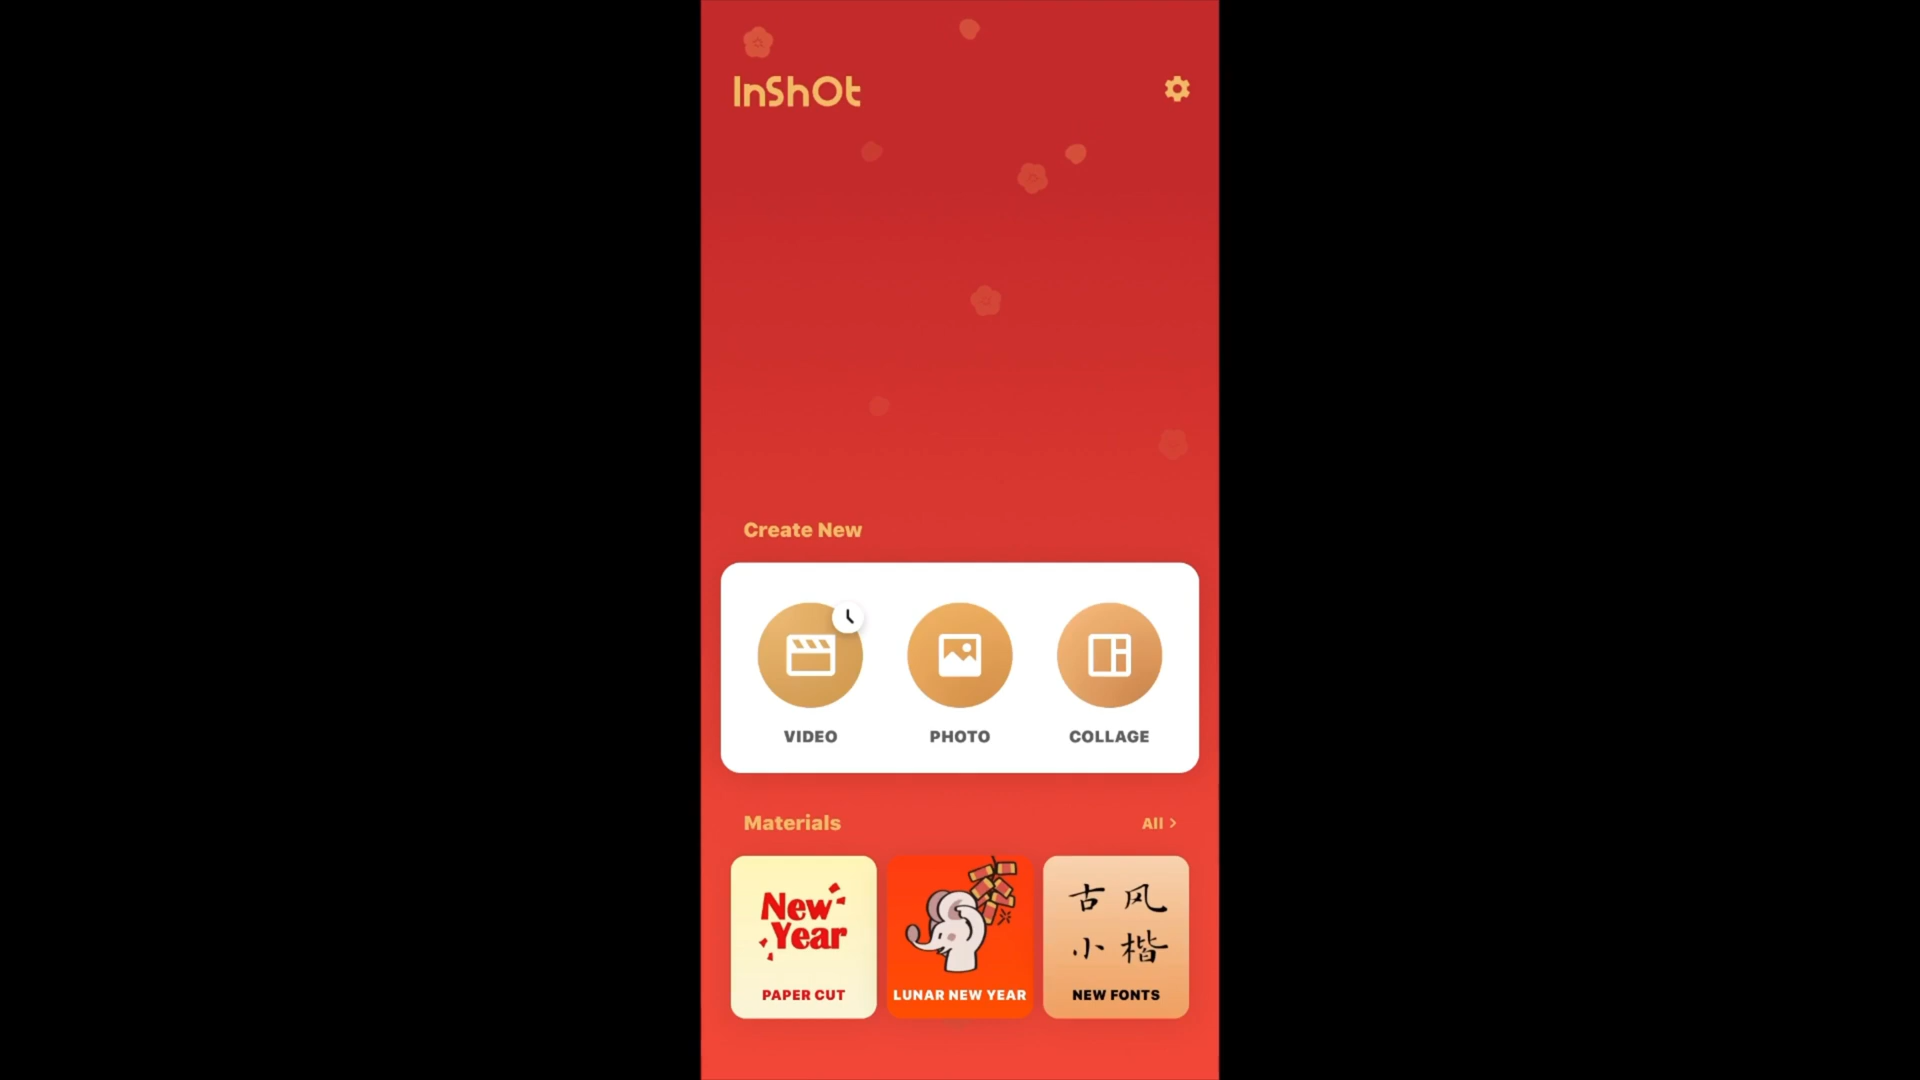 InShOt
Create New
VIDEO
PHOTO
COLLAGE
Materials
All >
New Year
PAPER CUT
LUNAR NEW YEAR
古风
小楷
NEW FONTS